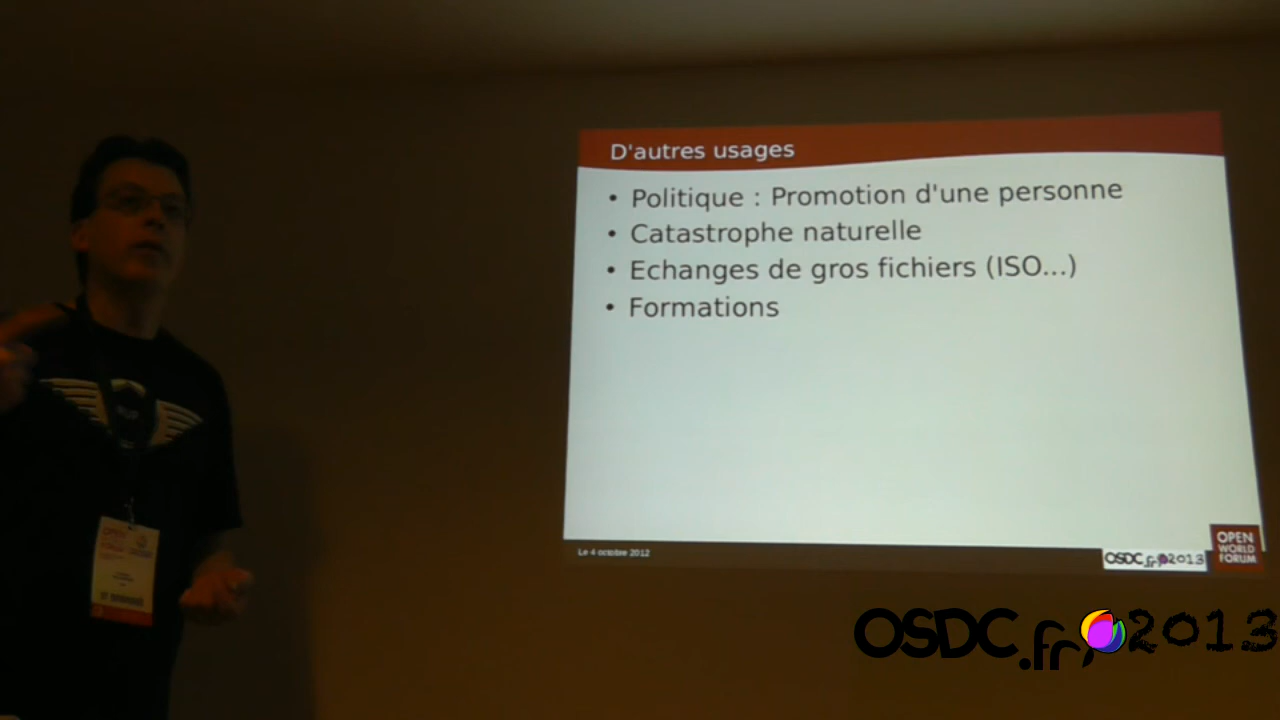 D'autres usages
• Politique : Promotion d'une personne
• Catastrophe naturelle
• Echanges de gros fichiers (ISO...)
• Formations
Le 4 octobre 2012
OSDC.fr 2013
OPEN
WORLD
FORUM
OSDC.fr 2013
OPEN